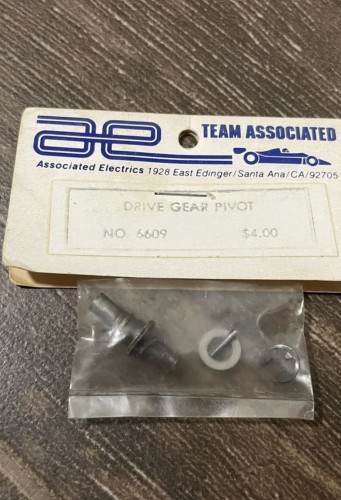 ae TEAM ASSOCIATED
Associated Electrics 1928 East Edinger/Santa Ana/CA/92705
DRIVE GEAR PIVOT
NO. 6609 $4.00